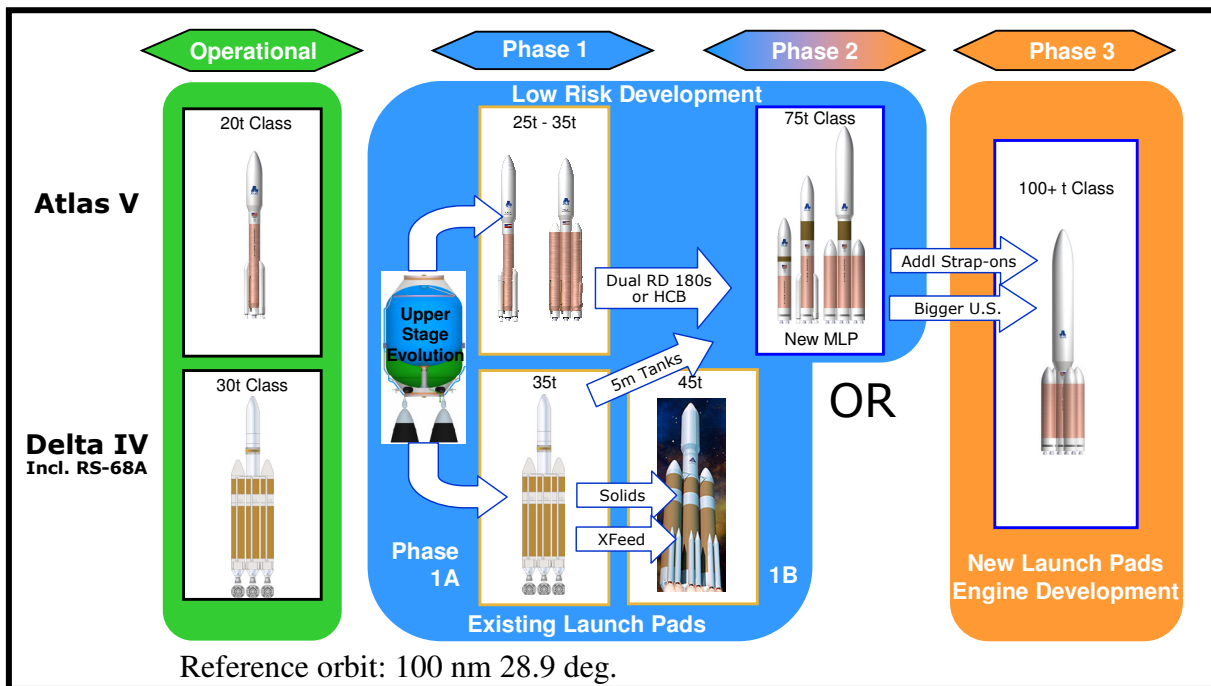 Operational
Phase 1
Phase 2
Phase 3
Low Risk Development
Atlas V
20t Class
25t - 35t
75t Class
100+ t Class
Upper
Stage
Evolution
Dual RD 180s
or HCB
New MLP
Addl Strap-ons
Bigger U.S.
5m Tanks
OR
Delta IV
Incl. RS-68A
30t Class
35t
45t
Solids
XFeed
Phase
1A
1B
Existing Launch Pads
New Launch Pads
Engine Development
Reference orbit: 100 nm 28.9 deg.